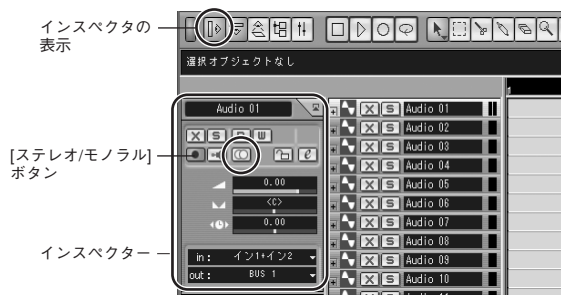 インスペクタの
表示
選択オブジェクトなし
Audio 01
X S R W
[ステレオ/モノラル]
ボタン
0.00
<C>
0.00
インスペクター
in: イン1+イン2
out: BUS 1
X S Audio 01
X S Audio 02
X S Audio 03
X S Audio 04
X S Audio 05
X S Audio 06
X S Audio 07
X S Audio 08
X S Audio 09
X S Audio 10